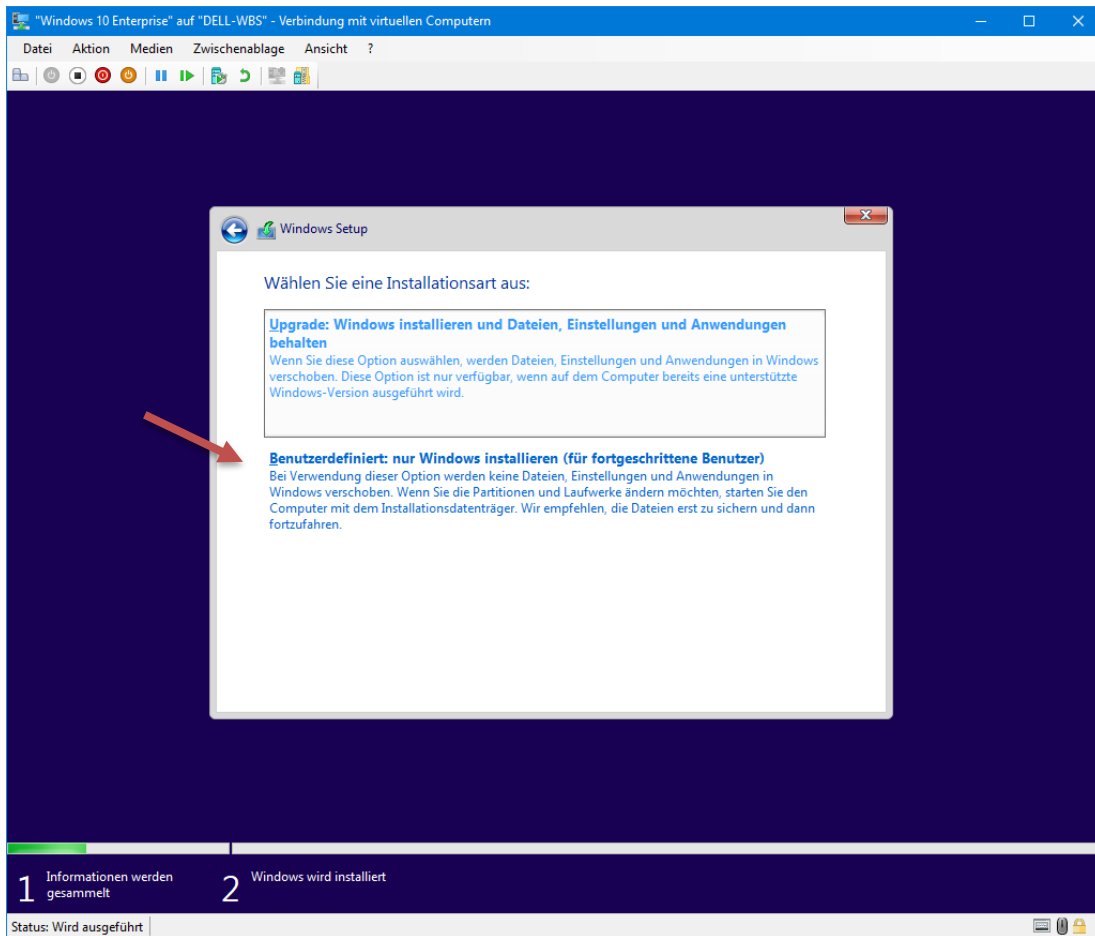 "Windows 10 Enterprise" auf "DELL-WBS" - Verbindung mit virtuellen Computern
Datei Aktion Medien Zwischenablage Ansicht ?
Windows Setup
Wählen Sie eine Installationsart aus:
Upgrade: Windows installieren und Dateien, Einstellungen und Anwendungen
behalten
Wenn Sie diese Option auswählen, werden Dateien, Einstellungen und Anwendungen in Windows
verschoben. Diese Option ist nur verfügbar, wenn auf dem Computer bereits eine unterstützte
Windows-Version ausgeführt wird.
Benutzerdefiniert: nur Windows installieren (für fortgeschrittene Benutzer)
Bei Verwendung dieser Option werden keine Dateien, Einstellungen und Anwendungen in
Windows verschoben. Wenn Sie die Partitionen und Laufwerke ändern möchten, starten Sie den
Computer mit dem Installationsdatenträger. Wir empfehlen, die Dateien erst zu sichern und dann
fortzufahren.
1 Informationen werden
gesammelt
2 Windows wird installiert
Status: Wird ausgeführt